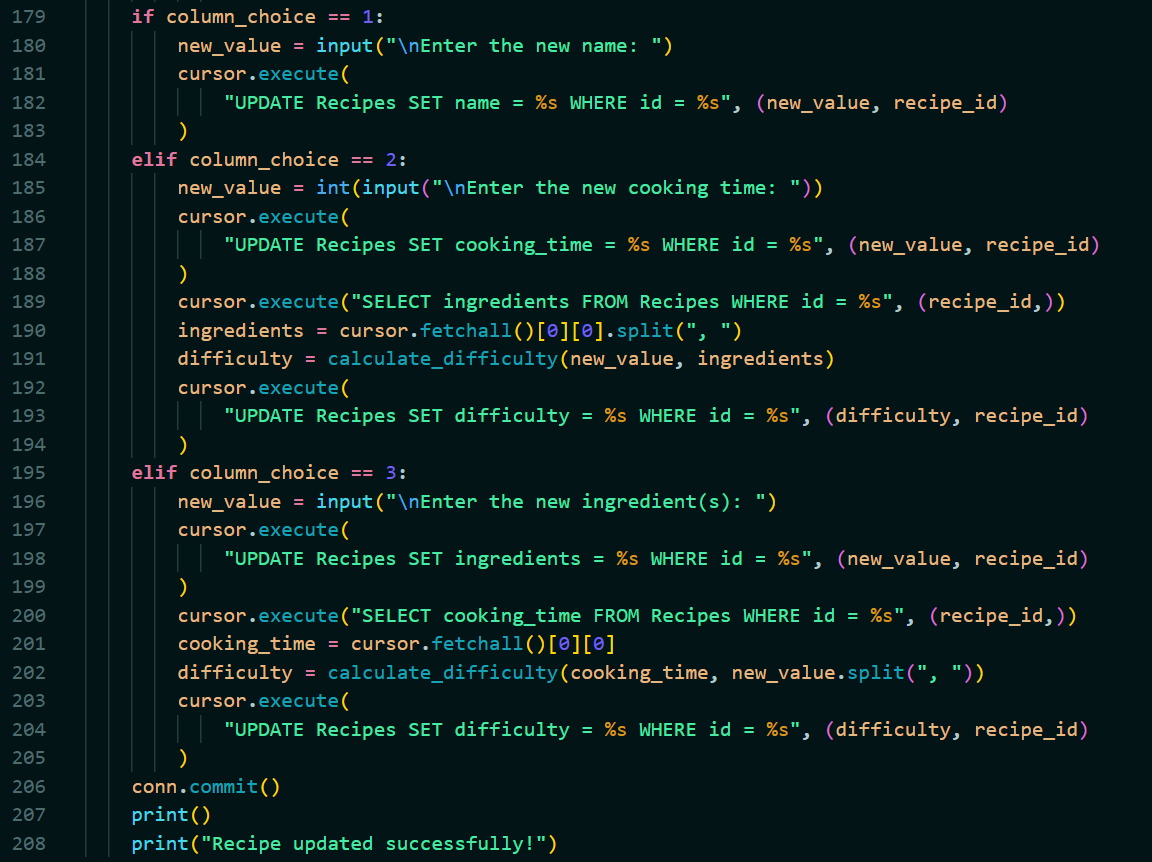 179 if column_choice == 1:
180 new_value = input("\nEnter the new name: ")
181 cursor.execute(
182 "UPDATE Recipes SET name = %s WHERE id = %s", (new_value, recipe_id)
183 )
184 elif column_choice == 2:
185 new_value = int(input("\nEnter the new cooking time: "))
186 cursor.execute(
187 "UPDATE Recipes SET cooking_time = %s WHERE id = %s", (new_value, recipe_id)
188 )
189 cursor.execute("SELECT ingredients FROM Recipes WHERE id = %s", (recipe_id,))
190 ingredients = cursor.fetchall()[0][0].split(", ")
191 difficulty = calculate_difficulty(new_value, ingredients)
192 cursor.execute(
193 "UPDATE Recipes SET difficulty = %s WHERE id = %s", (difficulty, recipe_id)
194 )
195 elif column_choice == 3:
196 new_value = input("\nEnter the new ingredient(s): ")
197 cursor.execute(
198 "UPDATE Recipes SET ingredients = %s WHERE id = %s", (new_value, recipe_id)
199 )
200 cursor.execute("SELECT cooking_time FROM Recipes WHERE id = %s", (recipe_id,))
201 cooking_time = cursor.fetchall()[0][0]
202 difficulty = calculate_difficulty(cooking_time, new_value.split(", "))
203 cursor.execute(
204 "UPDATE Recipes SET difficulty = %s WHERE id = %s", (difficulty, recipe_id)
205 )
206 conn.commit()
207 print()
208 print("Recipe updated successfully!")